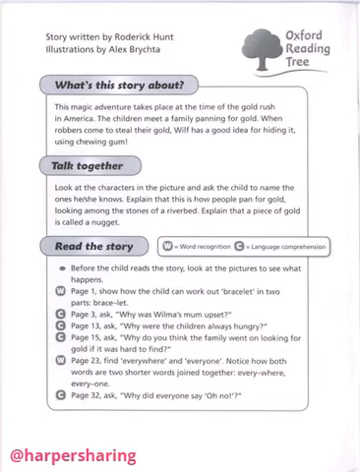 Story written by Roderick Hunt
Illustrations by Alex Brychta
Oxford
Reading
Tree
What's this story about?
This magic adventure takes place at the time of the gold rush
in America. The children meet a family panning for gold. When
robbers come to steal their gold, Wilf has a good idea for hiding it,
using chewing gum!
Talk together
Look at the characters in the picture and ask the child to name the
ones he/she knows. Explain that this is how people pan for gold,
looking among the stones of a riverbed. Explain that a piece of gold
is called a nugget.
Read the story
W = Word recognition C = Language comprehension
• Before the child reads the story, look at the pictures to see what
happens.
W Page 1, show how the child can work out 'bracelet' in two
parts: brace–let.
C Page 3, ask, "Why was Wilma's mum upset?"
C Page 13, ask, "Why were the children always hungry?"
C Page 15, ask, "Why do you think the family went on looking for
gold if it was hard to find?"
W Page 23, find 'everywhere' and 'everyone'. Notice how both
words are two shorter words joined together: every–where,
every–one.
C Page 32, ask, "Why did everyone say 'Oh no!'?"
@harpersharing